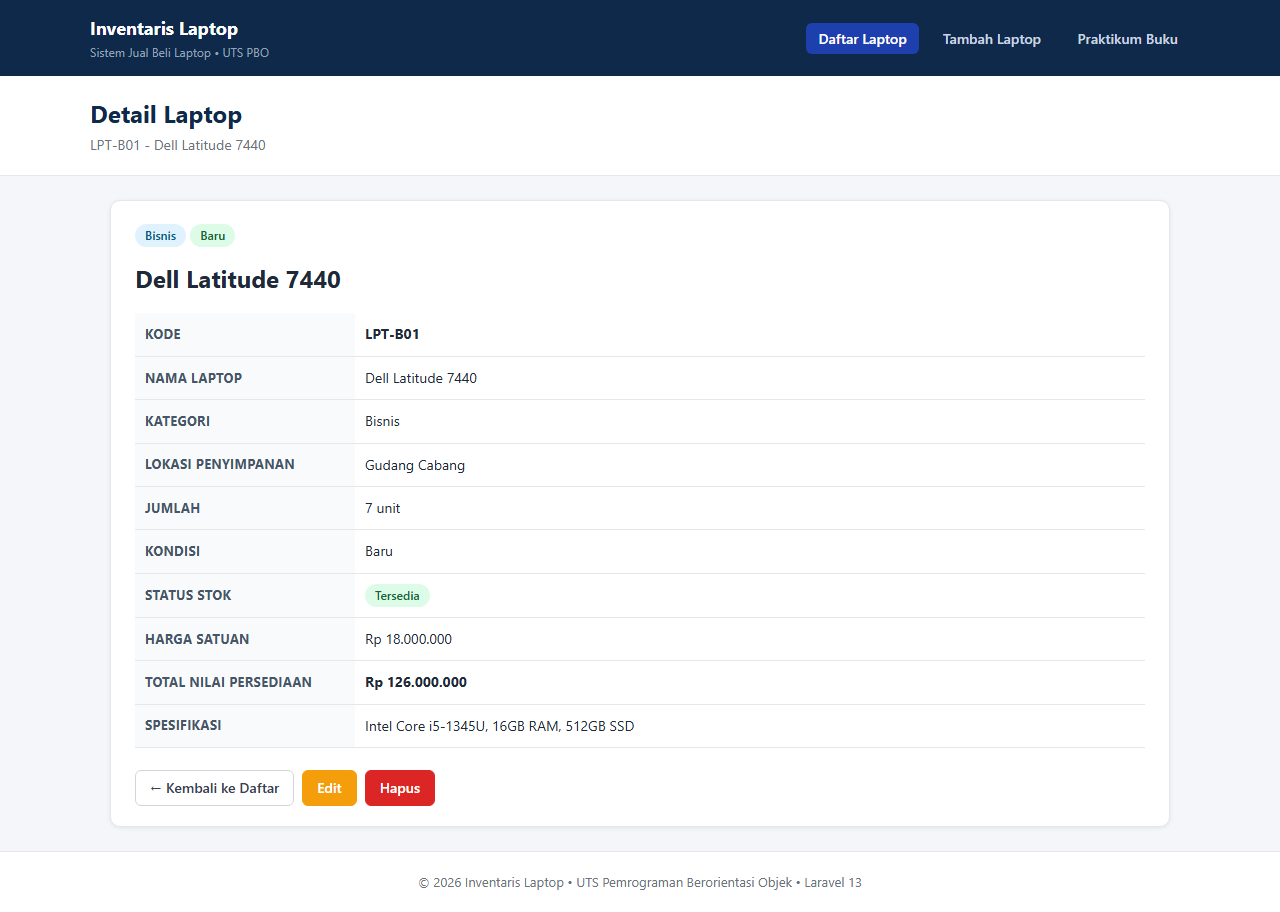 Inventaris Laptop
Sistem Jual Beli Laptop • UTS PBO
Daftar Laptop
Tambah Laptop
Praktikum Buku
Detail Laptop
LPT-B01 - Dell Latitude 7440
Bisnis
Baru
Dell Latitude 7440
KODE LPT-B01
NAMA LAPTOP Dell Latitude 7440
KATEGORI Bisnis
LOKASI PENYIMPANAN Gudang Cabang
JUMLAH 7 unit
KONDISI Baru
STATUS STOK Tersedia
HARGA SATUAN Rp 18.000.000
TOTAL NILAI PERSEDIAAN Rp 126.000.000
SPESIFIKASI Intel Core i5-1345U, 16GB RAM, 512GB SSD
← Kembali ke Daftar
Edit
Hapus
© 2026 Inventaris Laptop • UTS Pemrograman Berorientasi Objek • Laravel 13